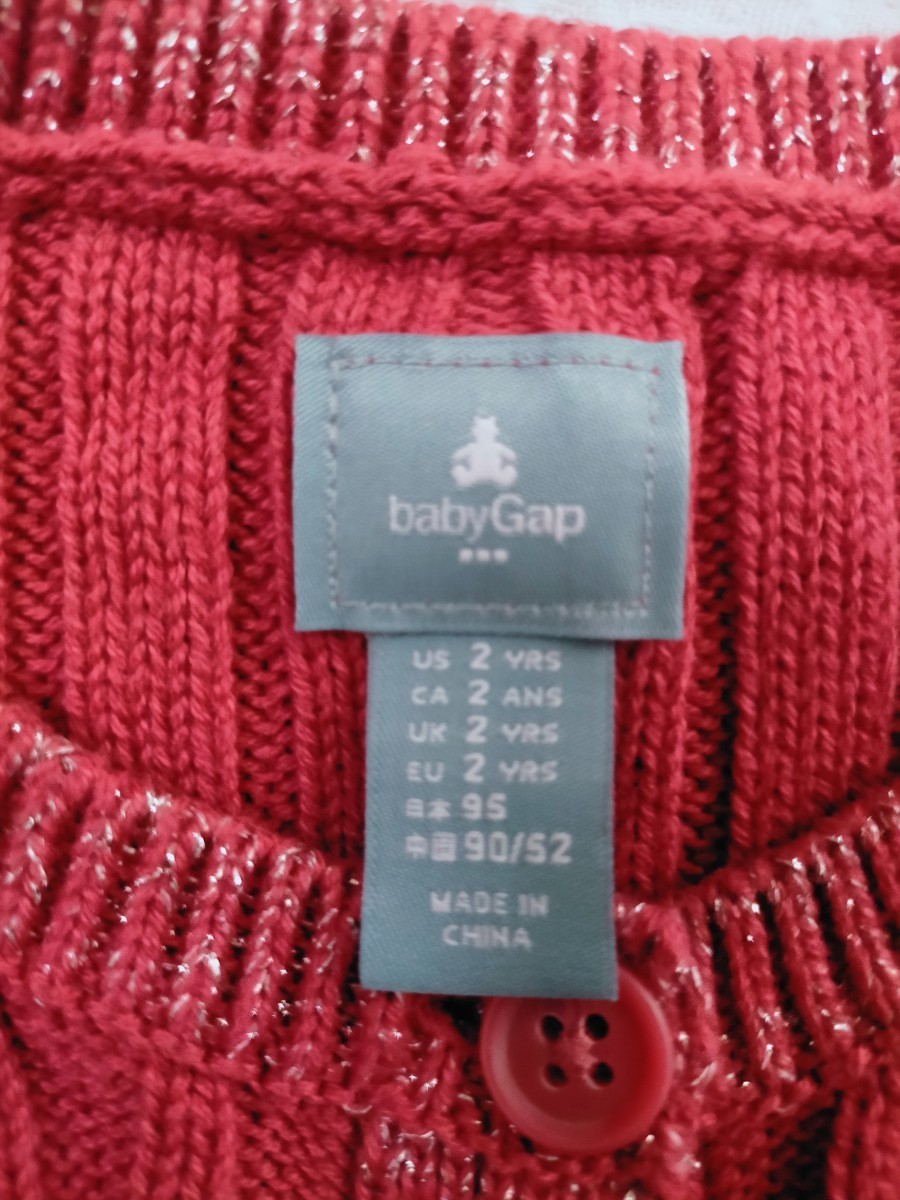 babyGap
US 2 YRS
CA 2 ANS
UK 2 YRS
EU 2 YRS
日本 95
中国 90/52
MADE IN
CHINA